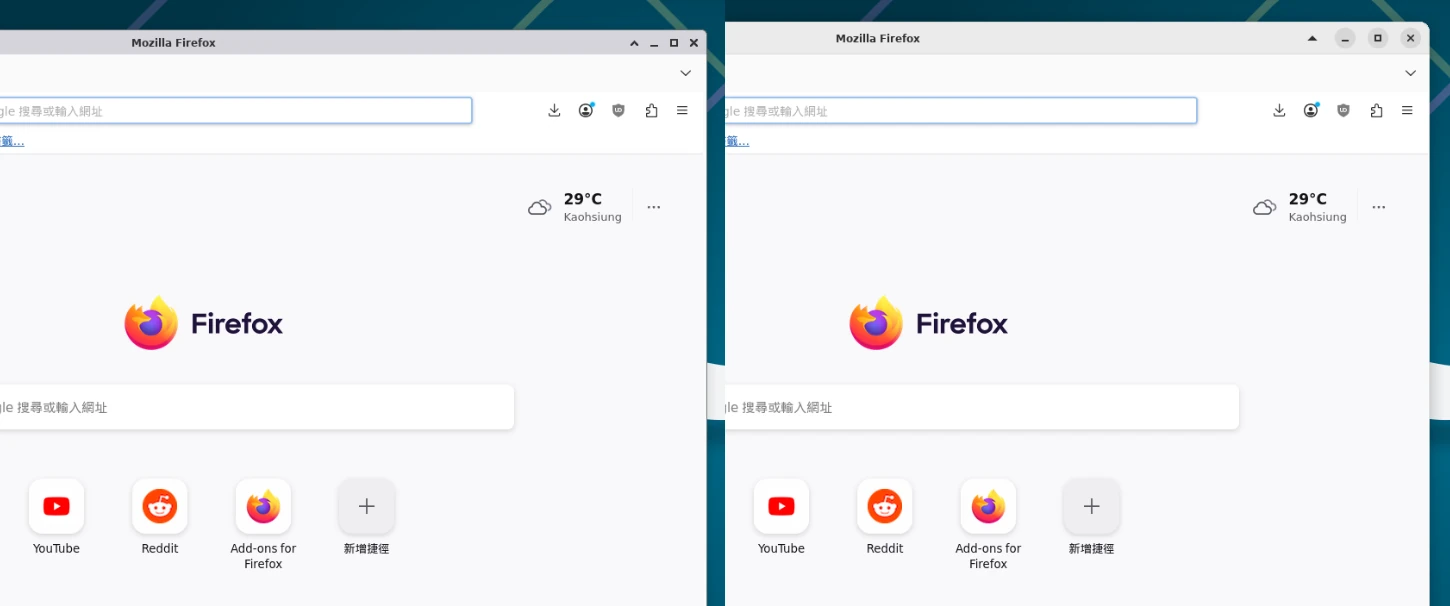 Mozilla Firefox
gle 搜尋或輸入網址
籤...
29°C
Kaohsiung
Firefox
gle 搜尋或輸入網址
YouTube
Reddit
Add-ons for
Firefox
新增捷徑
Mozilla Firefox
gle 搜尋或輸入網址
籤...
29°C
Kaohsiung
Firefox
gle 搜尋或輸入網址
YouTube
Reddit
Add-ons for
Firefox
新增捷徑